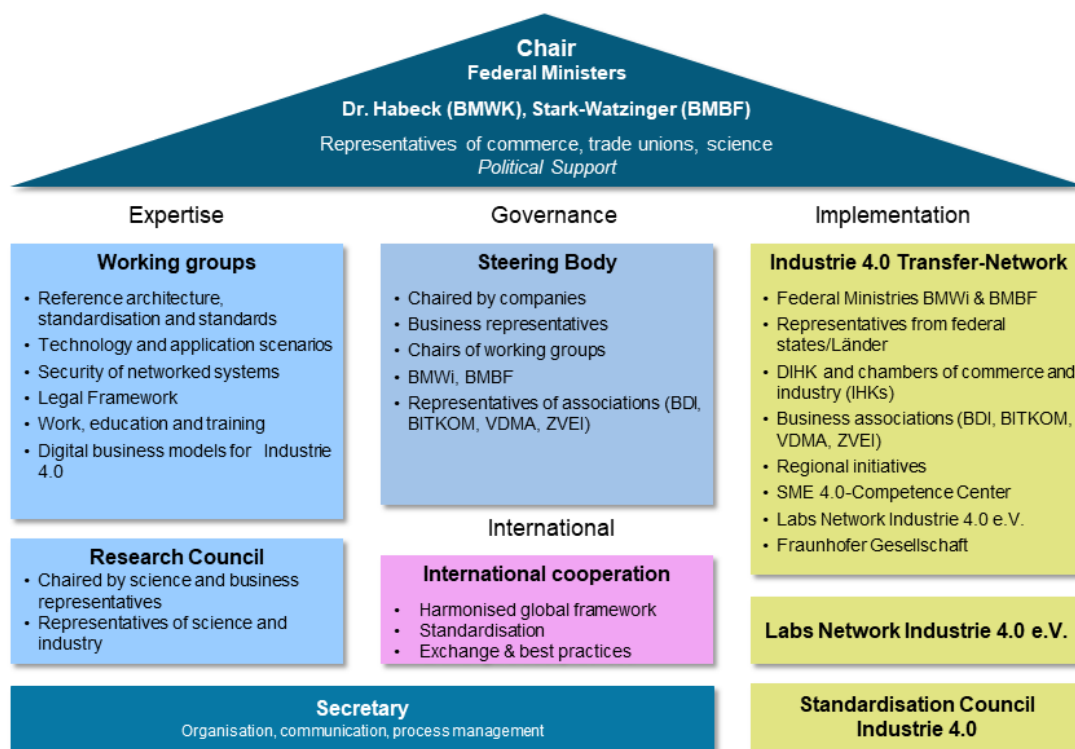 Chair
Federal Ministers
Dr. Habeck (BMWK), Stark-Watzinger (BMBF)
Representatives of commerce, trade unions, science
Political Support
Expertise
Working groups
• Reference architecture,
standardisation and standards
• Technology and application scenarios
• Security of networked systems
• Legal Framework
• Work, education and training
• Digital business models for Industrie
4.0
Research Council
• Chaired by science and business
representatives
• Representatives of science and
industry
Governance
Steering Body
• Chaired by companies
• Business representatives
• Chairs of working groups
• BMWi, BMBF
• Representatives of associations (BDI,
BITKOM, VDMA, ZVEI)
International
International cooperation
• Harmonised global framework
• Standardisation
• Exchange & best practices
Implementation
Industrie 4.0 Transfer-Network
• Federal Ministries BMWi & BMBF
• Representatives from federal
states/Länder
• DIHK and chambers of commerce and
industry (IHKs)
• Business associations (BDI, BITKOM,
VDMA, ZVEI)
• Regional initiatives
• SME 4.0-Competence Center
• Labs Network Industrie 4.0 e.V.
• Fraunhofer Gesellschaft
Labs Network Industrie 4.0 e.V.
Standardisation Council
Industrie 4.0
Secretary
Organisation, communication, process management